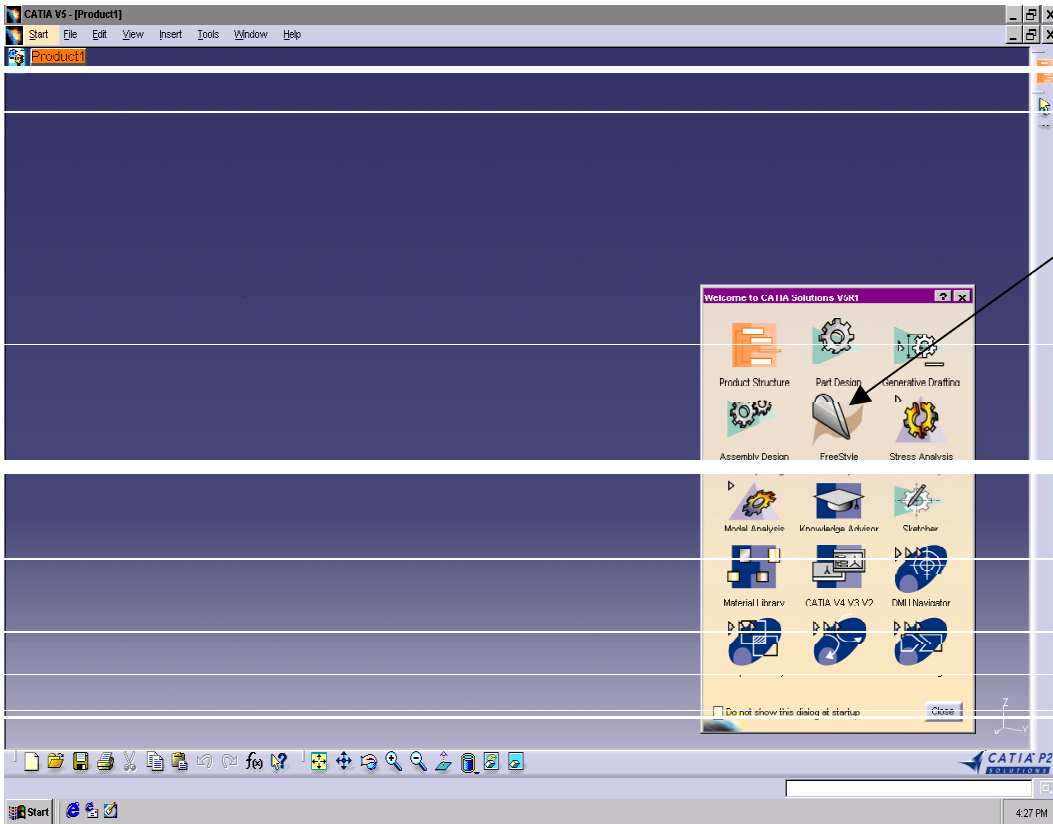 CATIA V5 - [Product1]
Start File Edit View Insert Tools Window Help
Product1
Welcome to CATIA Solutions V5R1
Product Structure Part Design Generative Drafting
Assembly Design FreeStyle Stress Analysis
Modal Analysis Knowledge Advisor Sketcher
Material Library CATIA V4 V3 V2 DMU Navigator
Do not show this dialog at startup Close
Z
Y
f(x)
CATIA P2
SOLUTIONS
Start 4:27 PM